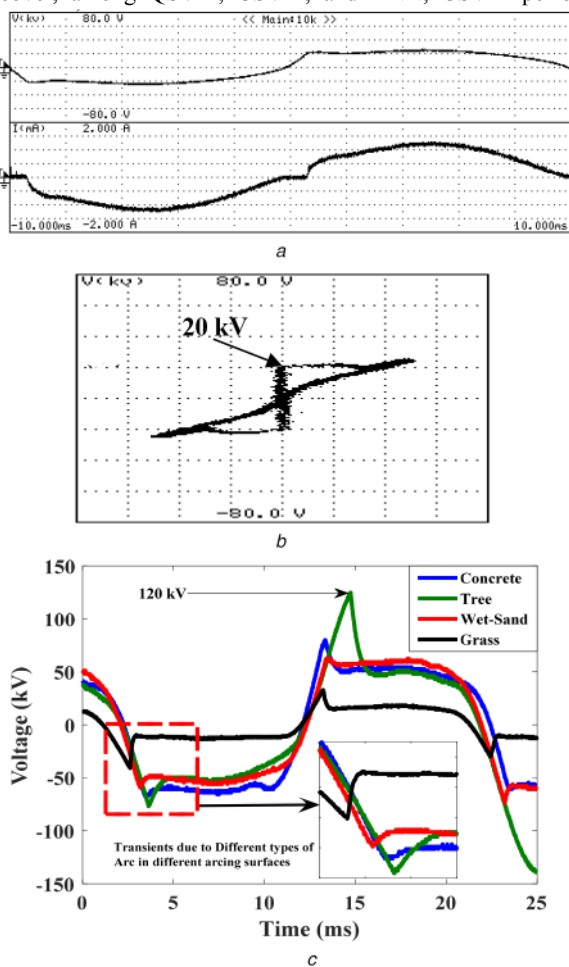 V(kV) 80.0 V << Main:10k >>
-80.0 V
I(mA) 2.000 A
-10.000ms -2.000 A 10.000ms
a
V(kv) 80.0 V
20 kV
-80.0 V
b
150
100
50
0
-50
-100
-150
Voltage (kV)
120 kV
Concrete
Tree
Wet-Sand
Grass
Transients due to Different types of
Arc in different arcing surfaces
0 5 10 15 20 25
Time (ms)
c